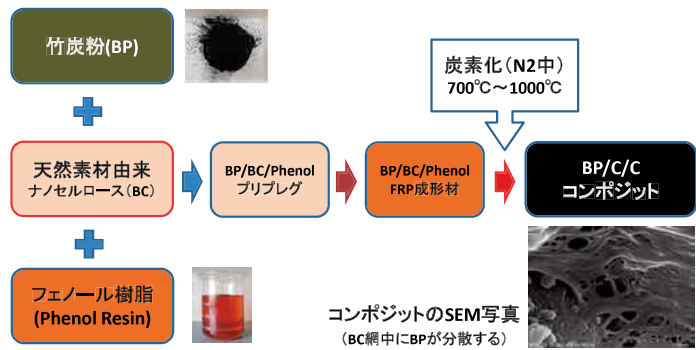 竹炭粉(BP)
炭素化（N2中）
700℃～1000℃
天然素材由来
ナノセルロース（BC）
BP/BC/Phenol
プリプレグ
BP/BC/Phenol
FRP成形材
BP/C/C
コンポジット
フェノール樹脂
(Phenol Resin)
コンポジットのSEM写真
（BC網中にBPが分散する）